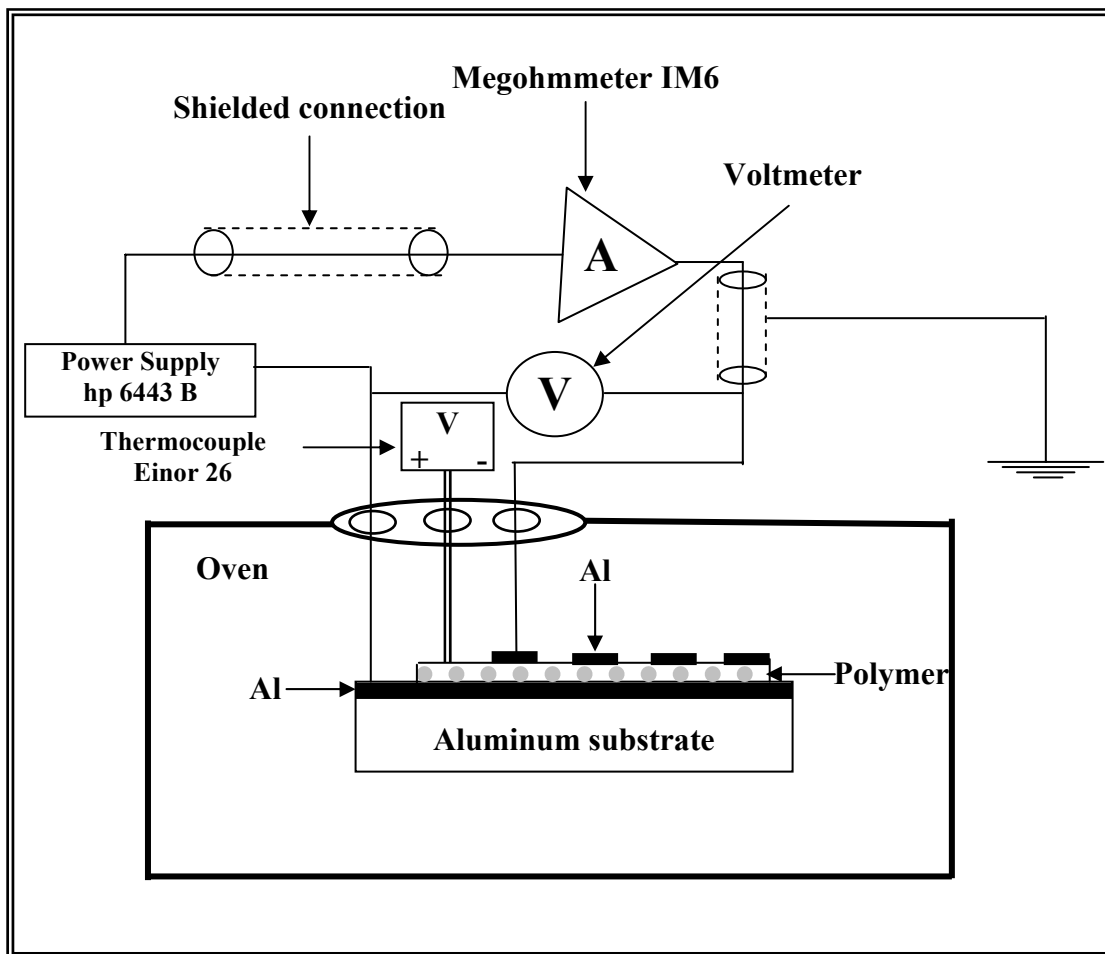 Megohmmeter IM6
Shielded connection
Voltmeter
A
Power Supply
hp 6443 B
V
V
+ -
Thermocouple
Einor 26
Oven
Al
Polymer
Al
Aluminum substrate